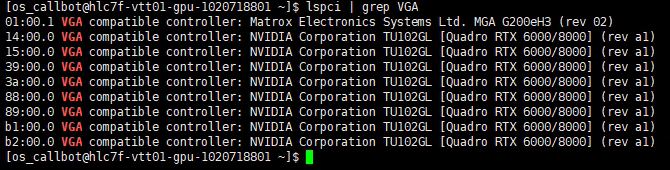 [os_callbot@hlc7f-vtt01-gpu-1020718801 ~]$ lspci | grep VGA
01:00.1 VGA compatible controller: Matrox Electronics Systems Ltd. MGA G200eH3 (rev 02)
14:00.0 VGA compatible controller: NVIDIA Corporation TU102GL [Quadro RTX 6000/8000] (rev a1)
15:00.0 VGA compatible controller: NVIDIA Corporation TU102GL [Quadro RTX 6000/8000] (rev a1)
39:00.0 VGA compatible controller: NVIDIA Corporation TU102GL [Quadro RTX 6000/8000] (rev a1)
3a:00.0 VGA compatible controller: NVIDIA Corporation TU102GL [Quadro RTX 6000/8000] (rev a1)
88:00.0 VGA compatible controller: NVIDIA Corporation TU102GL [Quadro RTX 6000/8000] (rev a1)
89:00.0 VGA compatible controller: NVIDIA Corporation TU102GL [Quadro RTX 6000/8000] (rev a1)
b1:00.0 VGA compatible controller: NVIDIA Corporation TU102GL [Quadro RTX 6000/8000] (rev a1)
b2:00.0 VGA compatible controller: NVIDIA Corporation TU102GL [Quadro RTX 6000/8000] (rev a1)
[os_callbot@hlc7f-vtt01-gpu-1020718801 ~]$